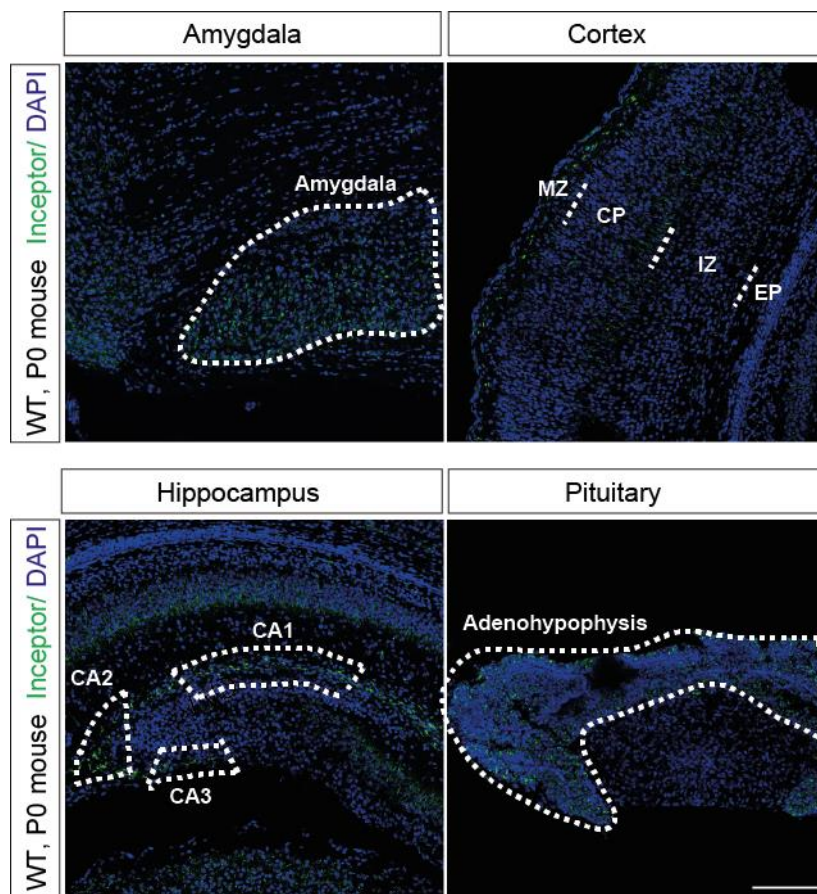 Amygdala
Cortex
WT, P0 mouse Inceptor/ DAPI
Amygdala
MZ
CP
IZ
EP
Hippocampus
Pituitary
WT, P0 mouse Inceptor/ DAPI
CA1
CA2
CA3
Adenohypophysis